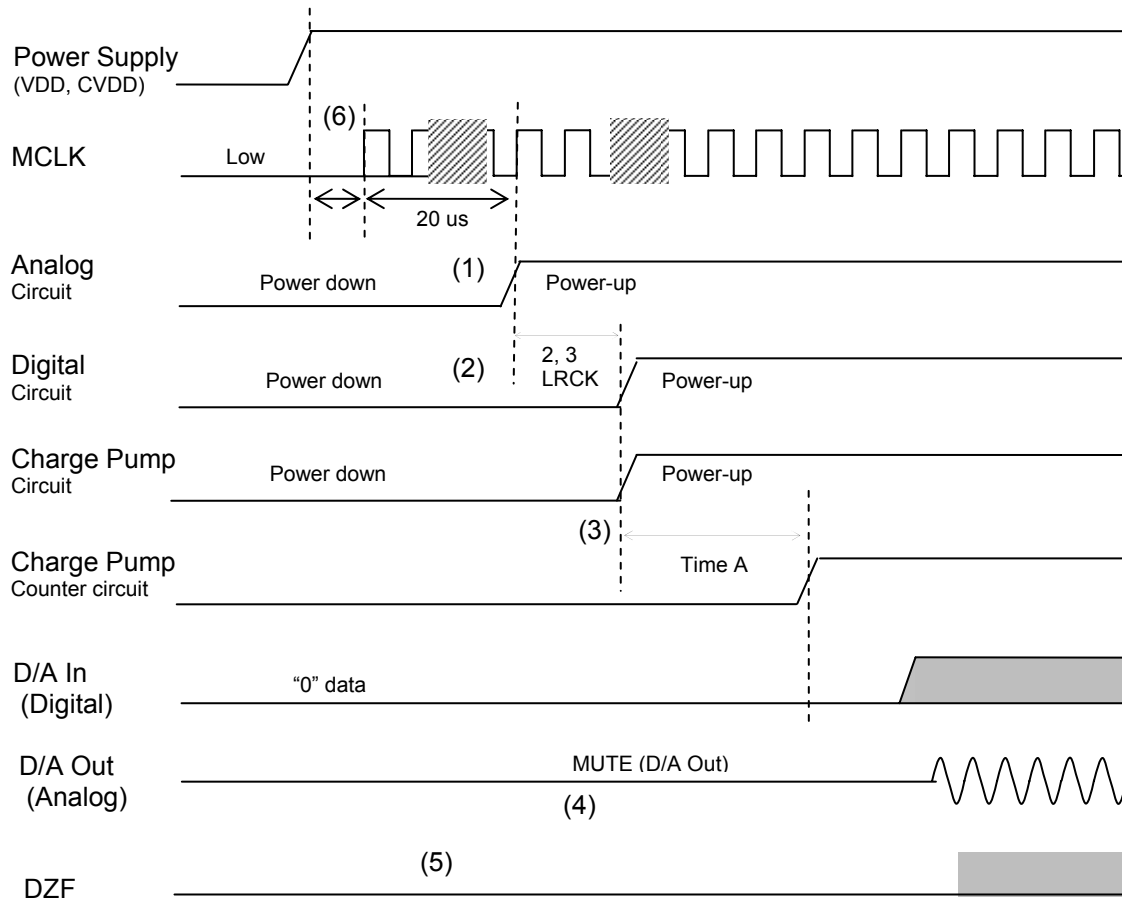 Power Supply
(VDD, CVDD)
(6)
MCLK
Low
20 us
Analog
Circuit
(1)
Power down
Power-up
Digital
Circuit
(2)
Power down
2, 3
LRCK
Power-up
Charge Pump
Circuit
Power down
Power-up
(3)
Charge Pump
Counter circuit
Time A
D/A In
(Digital)
“0” data
D/A Out
(Analog)
MUTE (D/A Out)
(4)
(5)
DZF